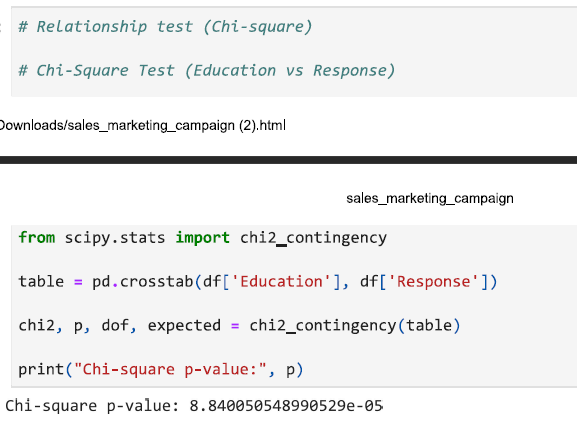 # Relationship test (Chi-square)
# Chi-Square Test (Education vs Response)
Downloads/sales_marketing_campaign (2).html
sales_marketing_campaign
from scipy.stats import chi2_contingency
table = pd.crosstab(df['Education'], df['Response'])
chi2, p, dof, expected = chi2_contingency(table)
print("Chi-square p-value:", p)
Chi-square p-value: 8.840050548990529e-05